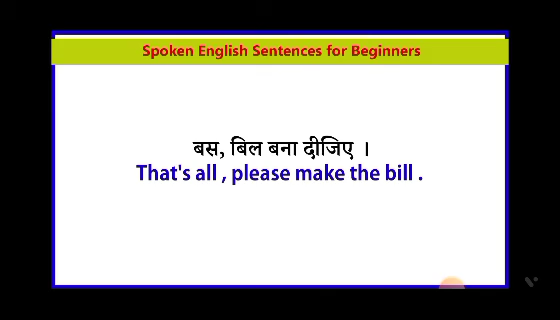 Spoken English Sentences for Beginners
बस, बिल बना दीजिए ।
That's all , please make the bill .